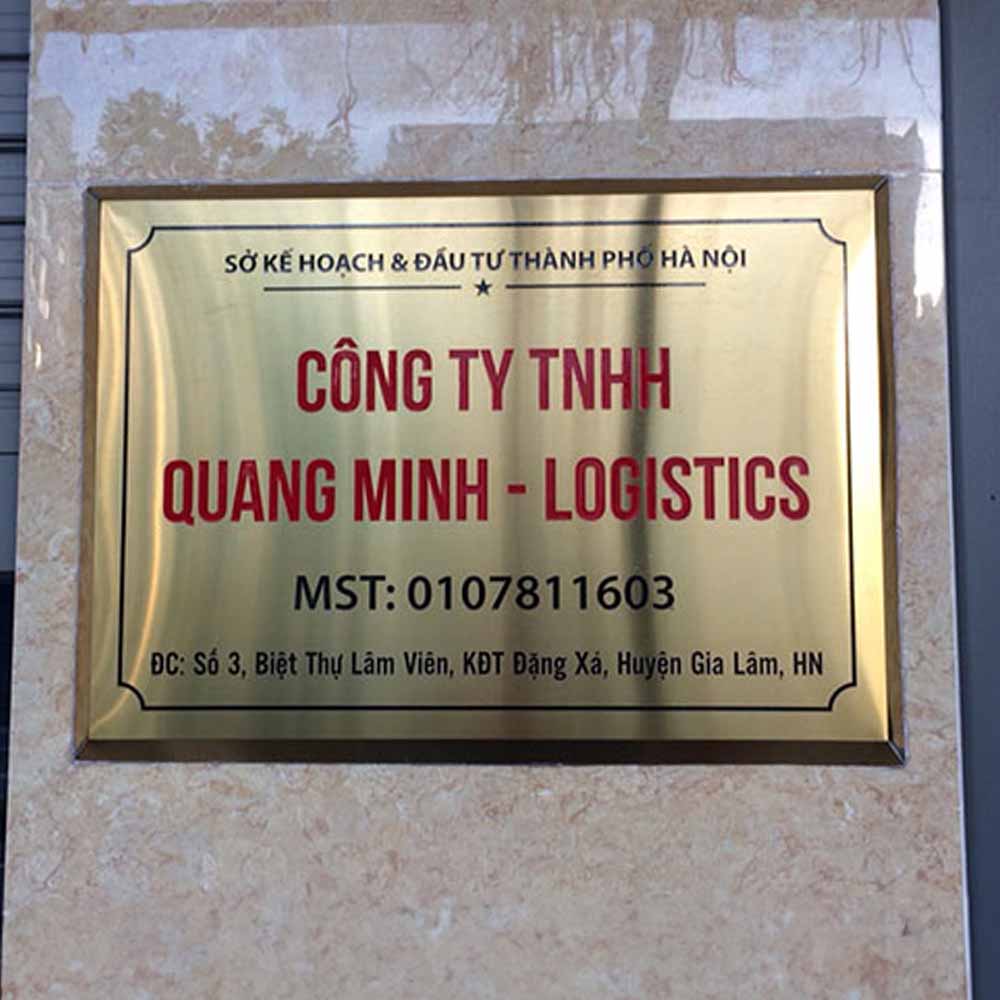 SỞ KẾ HOẠCH & ĐẦU TƯ THÀNH PHỐ HÀ NỘI
CÔNG TY TNHH
QUANG MINH - LOGISTICS
MST: 0107811603
ĐC: Số 3, Biệt Thự Lâm Viên, KĐT Đặng Xá, Huyện Gia Lâm, HN